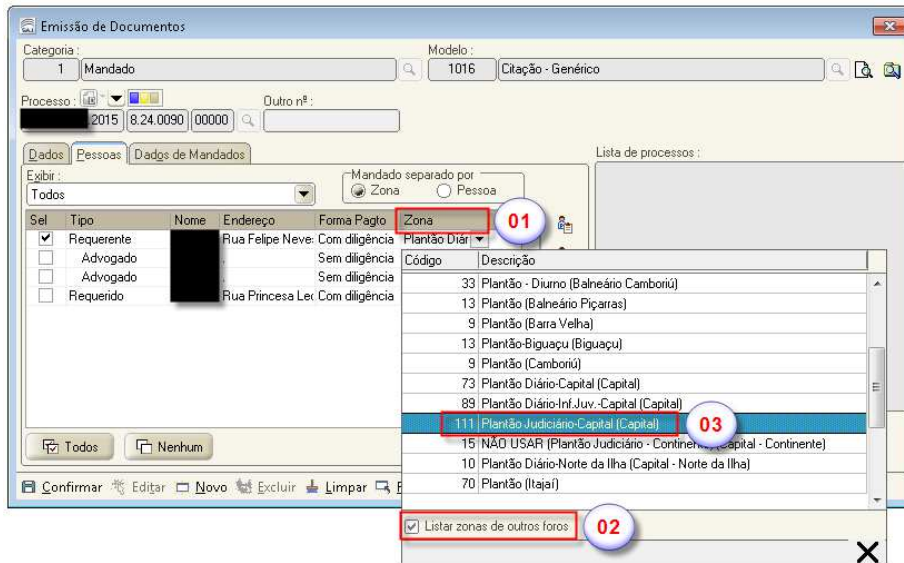 Emissão de Documentos
Categoria : Modelo :
1 Mandado 1016 Citação - Genérico
Processo : Outro nº :
.2015 8.24.0090 00000
Dados Pessoas Dados de Mandados Lista de processos :
Exibir : Mandado separado por
Todos Zona Pessoa
Sel Tipo Nome Endereço Forma Pagto Zona 01
Requerente Rua Felipe Neve: Com diligência Plantão Diár
Advogado . Sem diligência Código Descrição
Advogado . Sem diligência 33 Plantão - Diurno (Balneário Camboriú)
Requerido Rua Princesa Leo Com diligência 13 Plantão (Balneário Piçarras)
9 Plantão (Barra Velha)
13 Plantão-Biguaçu (Biguaçu)
9 Plantão (Camboriú)
73 Plantão Diário-Capital (Capital)
89 Plantão Diário-Inf.Juv.-Capital (Capital)
111 Plantão Judiciário-Capital (Capital) 03
15 NÃO USAR (Plantão Judiciário - Continente) (Capital - Continente)
10 Plantão Diário-Norte da Ilha (Capital - Norte da Ilha)
70 Plantão (Itajaí)
Todos Nenhum
Confirmar Editar Novo Excluir Limpar
Listar zonas de outros foros 02